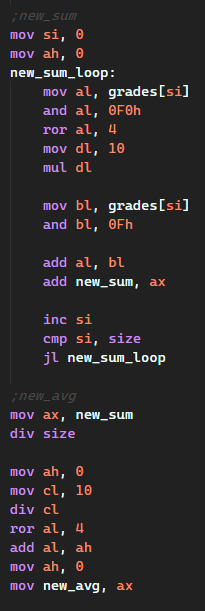 ;new_sum
mov si, 0
mov ah, 0
new_sum_loop:
    mov al, grades[si]
    and al, 0F0h
    ror al, 4
    mov dl, 10
    mul dl

    mov bl, grades[si]
    and bl, 0Fh

    add al, bl
    add new_sum, ax

    inc si
    cmp si, size
    jl new_sum_loop

;new_avg
mov ax, new_sum
div size

mov ah, 0
mov cl, 10
div cl
ror al, 4
add al, ah
mov ah, 0
mov new_avg, ax